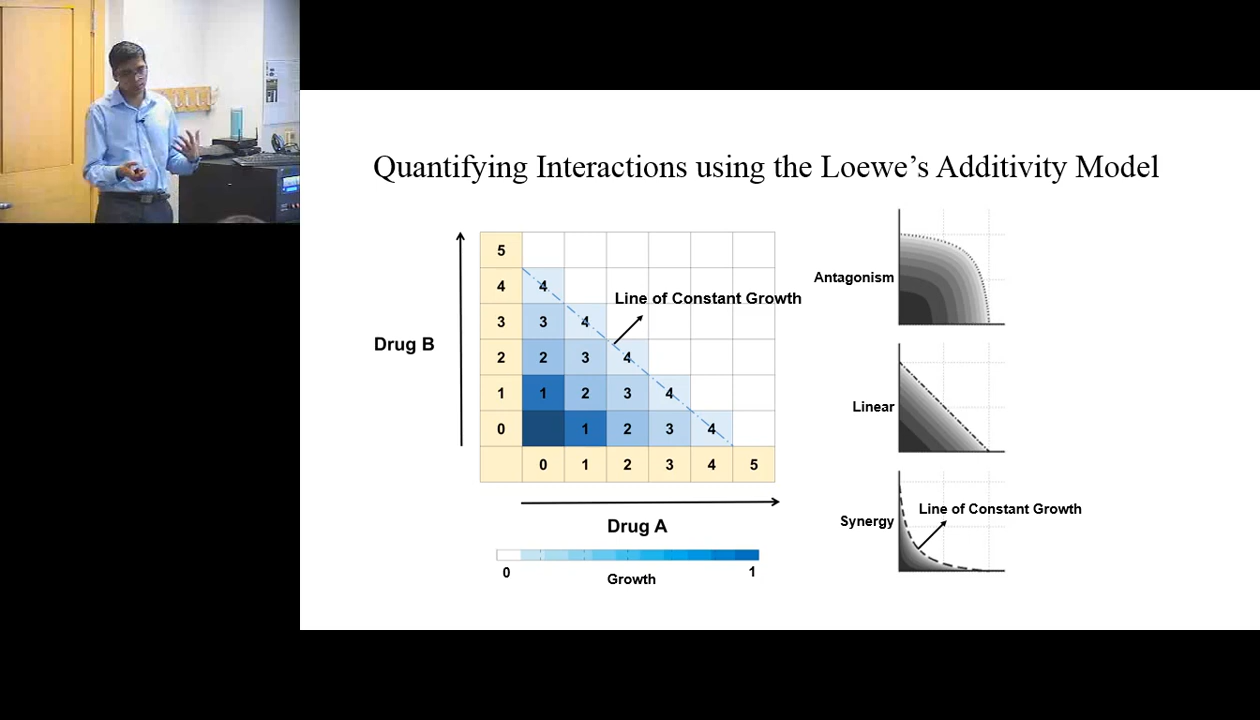 Quantifying Interactions using the Loewe’s Additivity Model
5
4 4
Line of Constant Growth
3 3 4
Drug B
2 2 3 4
1 1 2 3 4
0 1 2 3 4
0 1 2 3 4 5
Drug A
0 1
Growth
Antagonism
Linear
Line of Constant Growth
Synergy